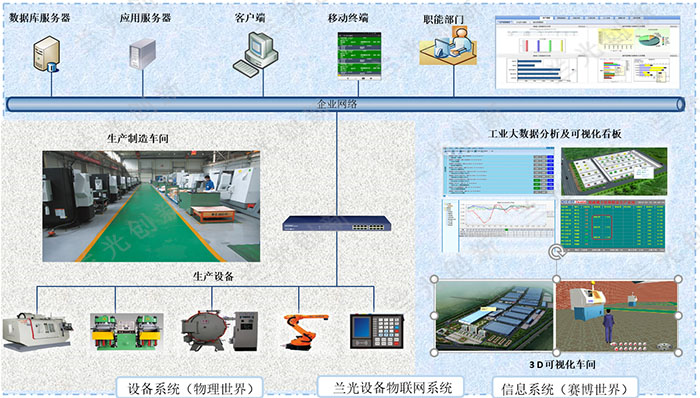 数据库服务器 应用服务器 客户端 移动终端 职能部门
企业网络
生产制造车间
工业大数据分析及可视化看板
生产设备
3D可视化车间
设备系统（物理世界） 兰光设备物联网系统 信息系统（赛博世界）